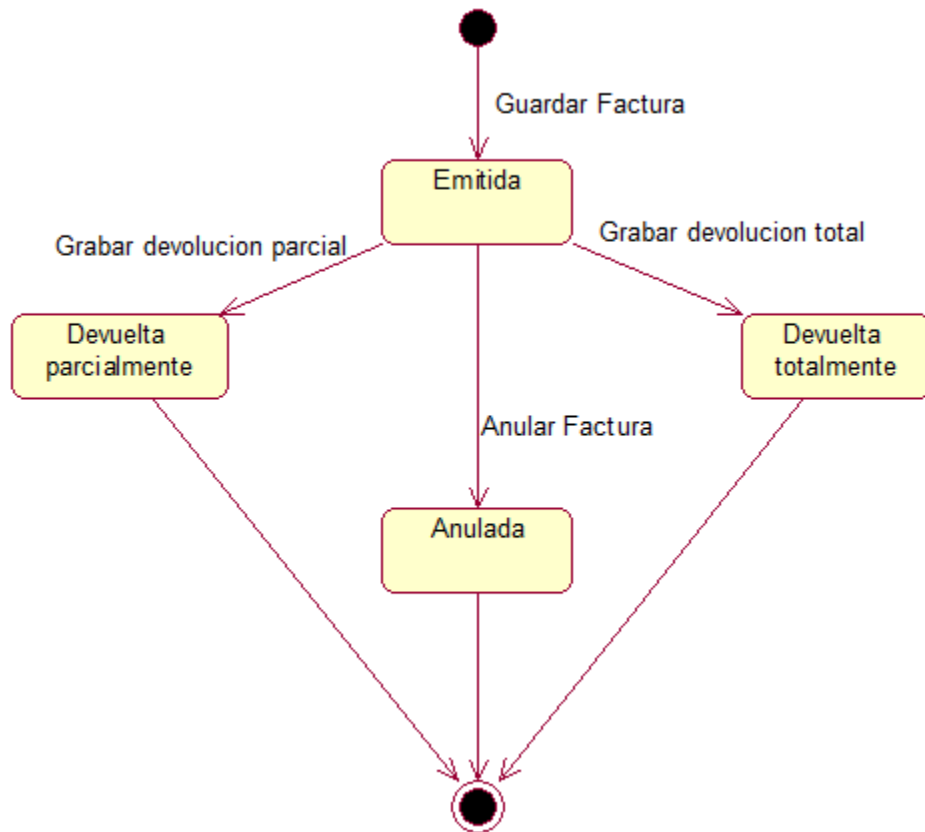 Guardar Factura
Emitida
Grabar devolucion parcial
Grabar devolucion total
Devuelta
parcialmente
Devuelta
totalmente
Anular Factura
Anulada